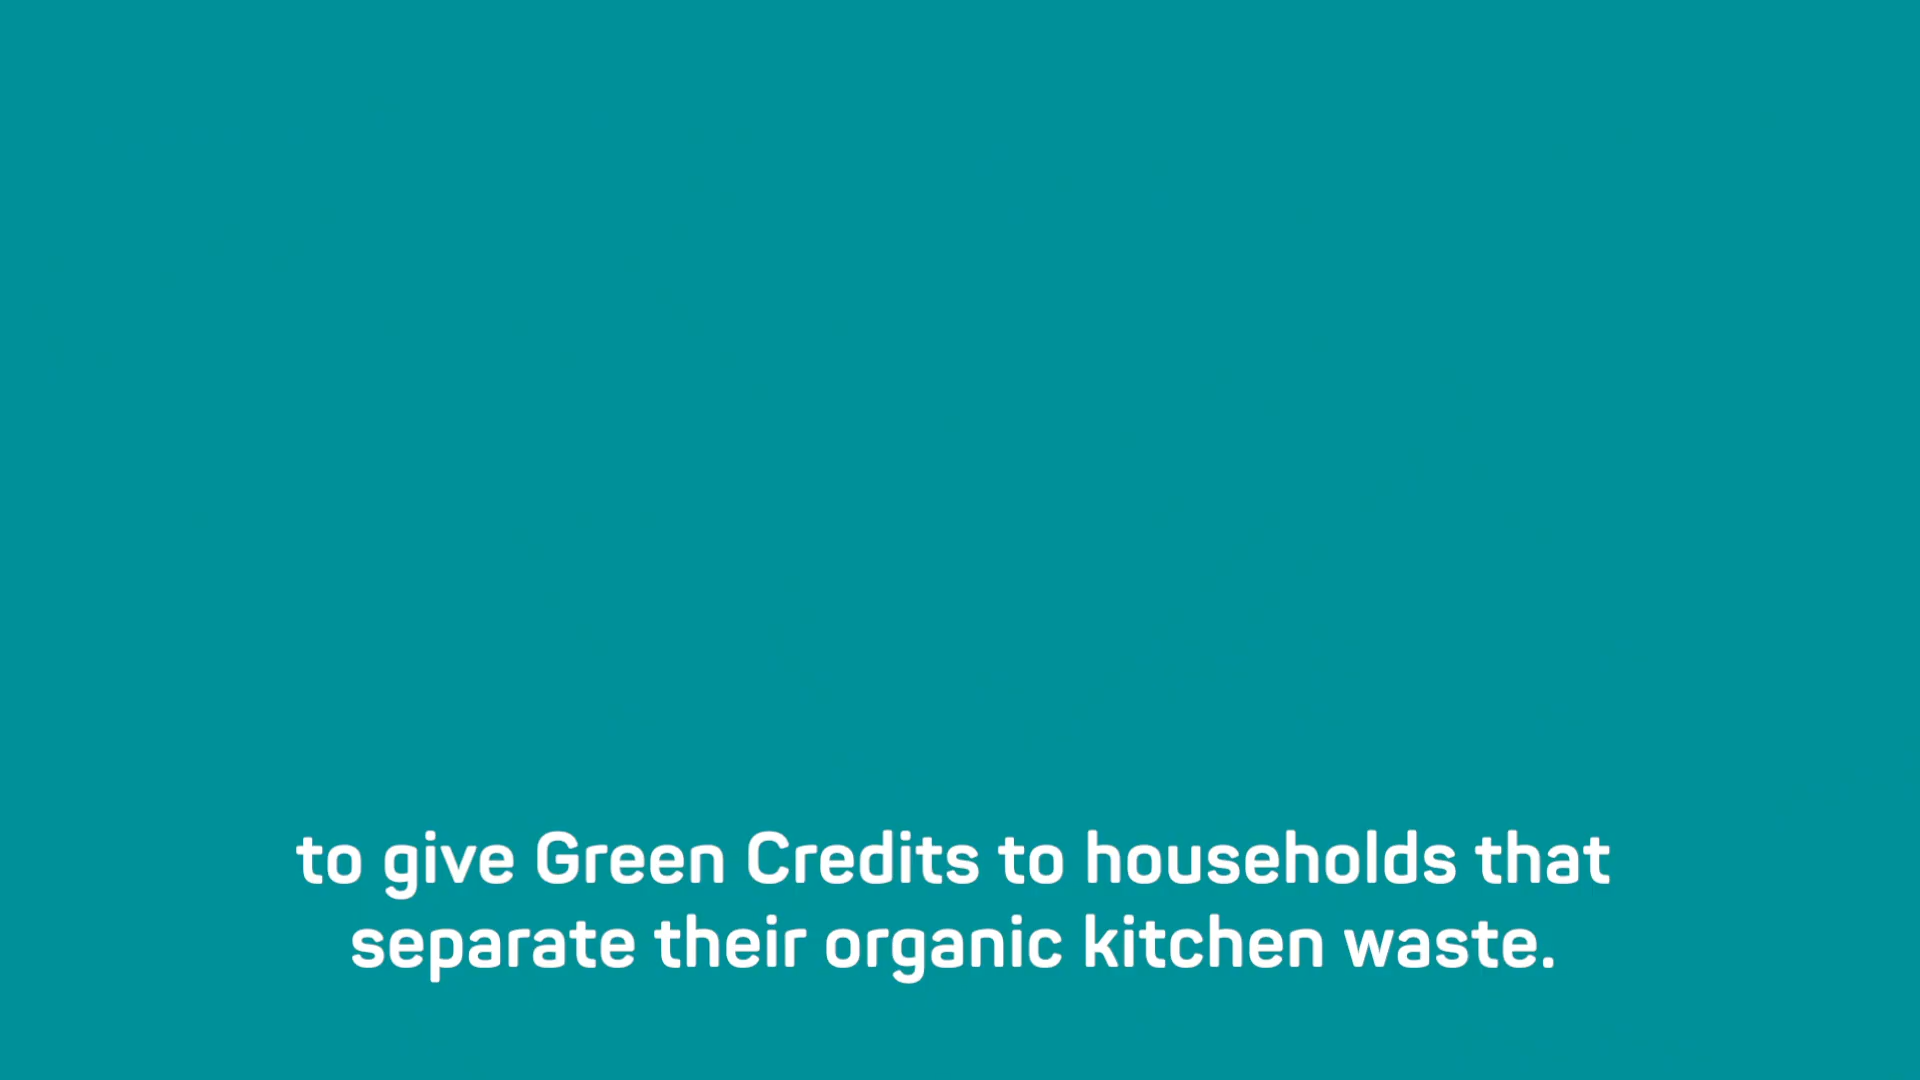 to give Green Credits to households that
separate their organic kitchen waste.